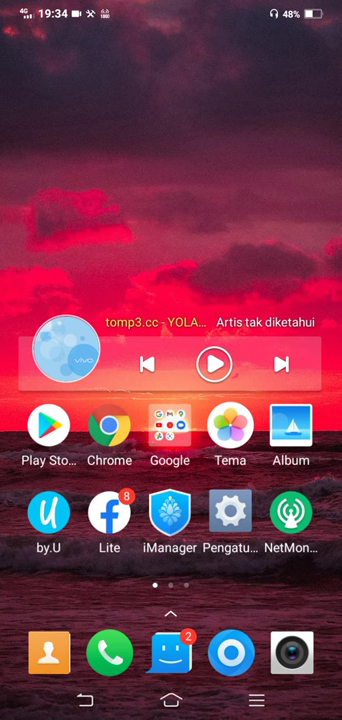 4G 19:34 48%
tomp3.cc - YOLA... Artis tak diketahui
vivo
Play Sto... Chrome Google Tema Album
8
by.U Lite iManager Pengatu... NetMon...
2